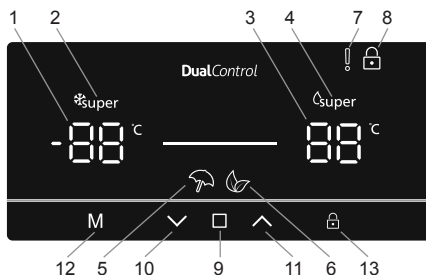 1 2 3 4 7 8
DualControl
super super
-88 °C 88 °C
M
12 5 10 9 11 6 13